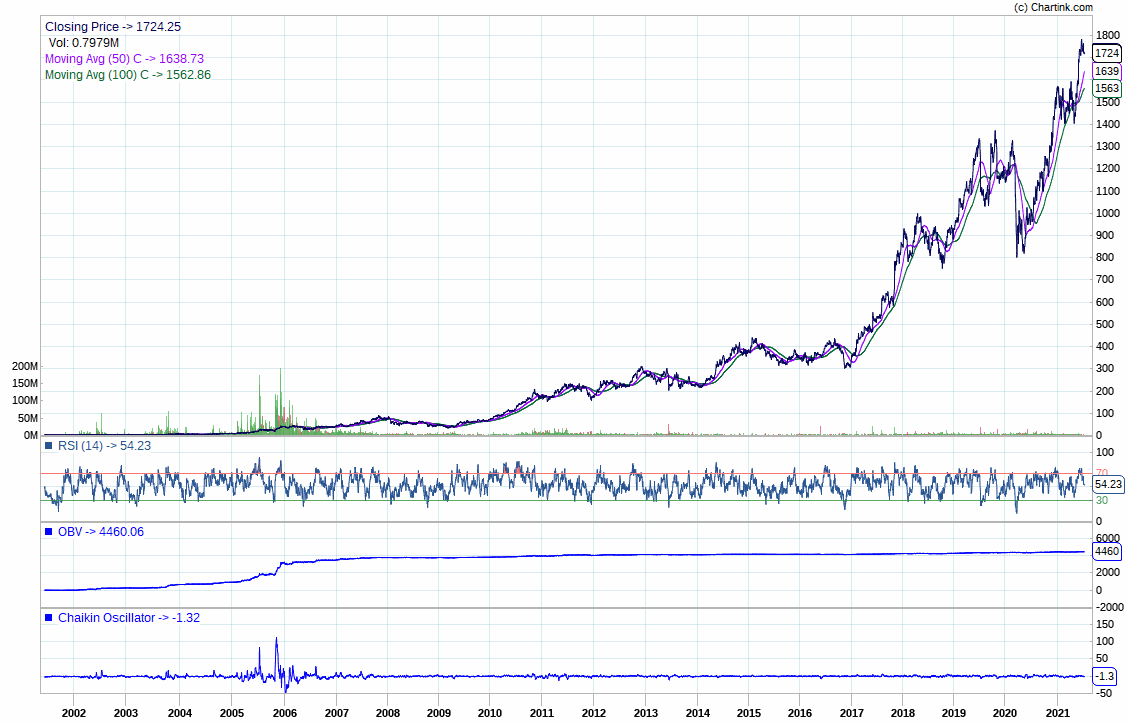 (c) Chartink.com
Closing Price -> 1724.25
Vol: 0.7979M
Moving Avg (50) C -> 1638.73
Moving Avg (100) C -> 1562.86
1800
1724
1639
1563
1500
1400
1300
1200
1100
1000
900
800
700
600
500
400
300
200
100
0
200M
150M
100M
50M
0M
RSI (14) -> 54.23
100
70
54.23
30
0
OBV -> 4460.06
6000
4460
2000
0
-2000
Chaikin Oscillator -> -1.32
150
100
50
-1.3
-50
2002 2003 2004 2005 2006 2007 2008 2009 2010 2011 2012 2013 2014 2015 2016 2017 2018 2019 2020 2021